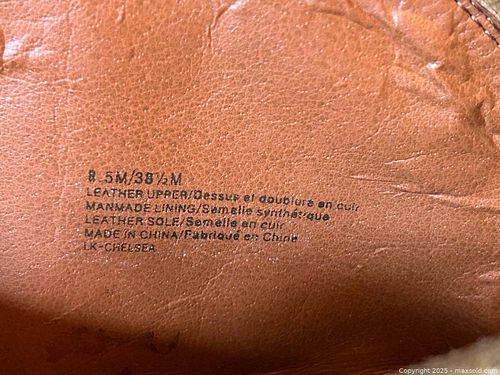 8.5M/38½M
LEATHER UPPER/Dessus et doublure en cuir
MANMADE LINING/Semelle synthétique
LEATHER SOLE/Semelle en cuir
MADE IN CHINA/Fabriqué en Chine
LK-CHELSEA
Copyright 2025 - maxsold.com